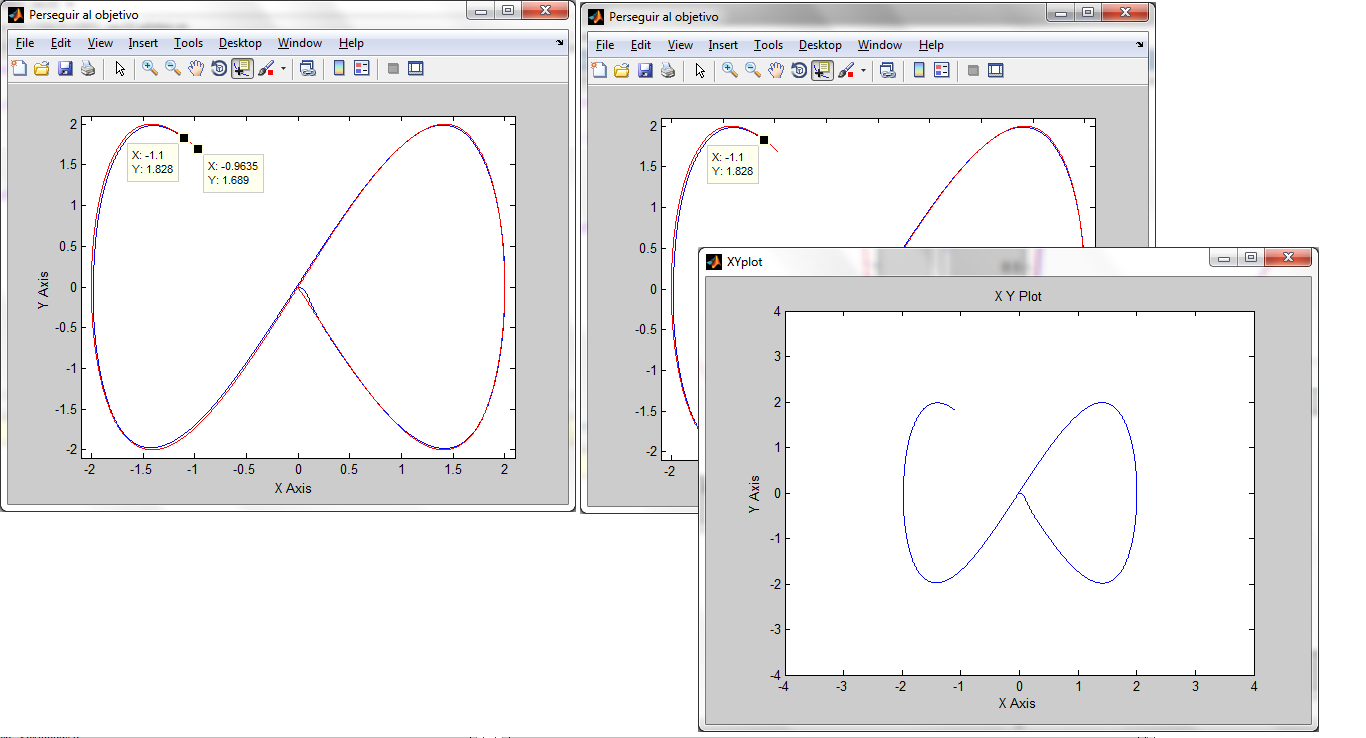 Perseguir al objetivo
File Edit View Insert Tools Desktop Window Help
2
1.5
1
0.5
0
-0.5
-1
-1.5
-2
Y Axis
X: -1.1
Y: 1.828
X: -0.9635
Y: 1.689
-2 -1.5 -1 -0.5 0 0.5 1 1.5 2
X Axis
Perseguir al objetivo
File Edit View Insert Tools Desktop Window Help
2
1.5
1
0.5
0
-0.5
-1
-1.5
-2
X: -1.1
Y: 1.828
-2
XYplot
X Y Plot
4
3
2
1
0
-1
-2
-3
-4
Y Axis
-4 -3 -2 -1 0 1 2 3 4
X Axis